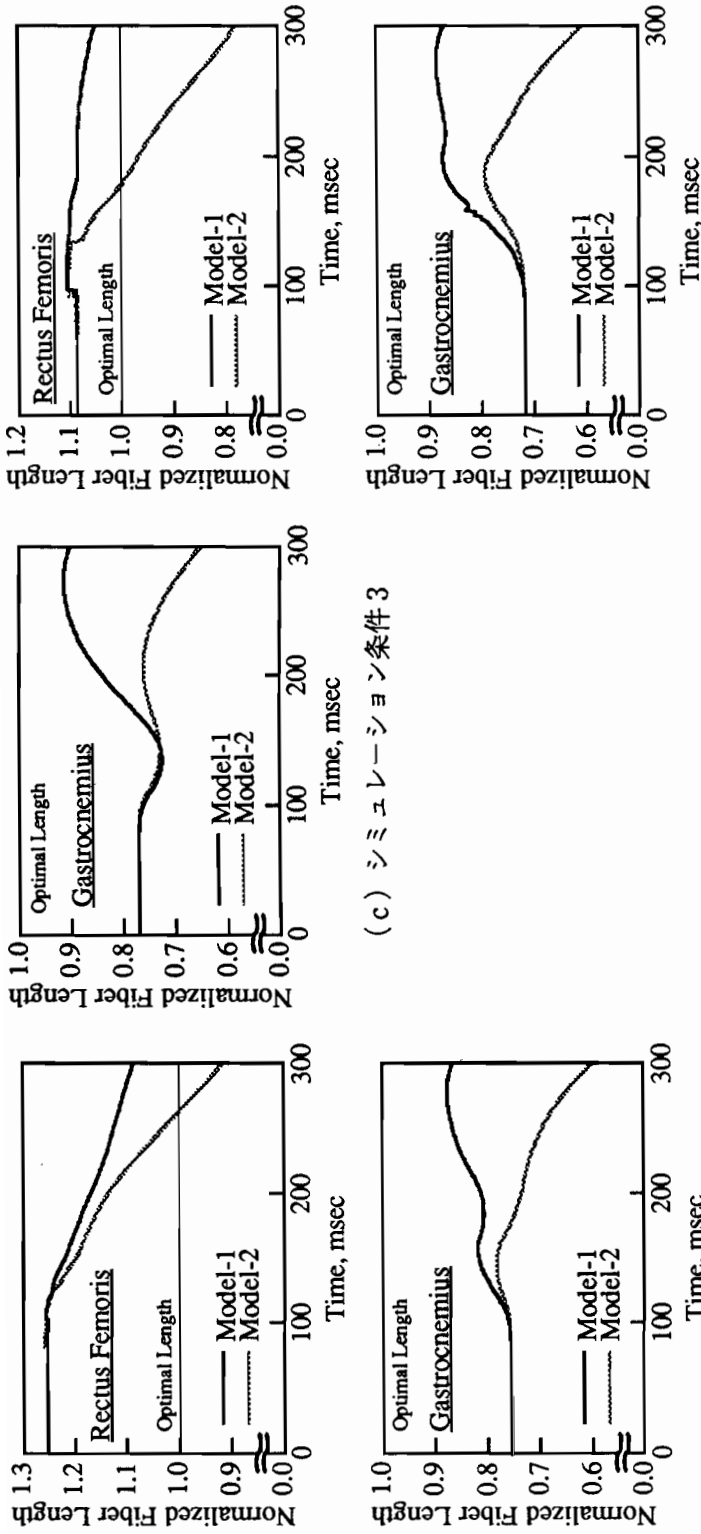 Normalized Fiber Length
1.3
1.2
1.1
1.0
0.9
0.0
Rectus Femoris
Optimal Length
Model-1
Model-2
0
100
200
300
Time, msec
Normalized Fiber Length
1.0
0.9
0.8
0.7
0.6
0.0
Optimal Length
Gastrocnemius
Model-1
Model-2
0
100
200
300
Time, msec
Normalized Fiber Length
1.2
1.1
1.0
0.9
0.8
0.0
Rectus Femoris
Optimal Length
Model-1
Model-2
0
100
200
300
Time, msec
(c) シミュレーション条件3
Normalized Fiber Length
1.0
0.9
0.8
0.7
0.6
0.0
Optimal Length
Gastrocnemius
Model-1
Model-2
0
100
200
300
Time, msec
Normalized Fiber Length
1.0
0.9
0.8
0.7
0.6
0.0
Optimal Length
Gastrocnemius
Model-1
Model-2
0
100
200
300
Time, msec